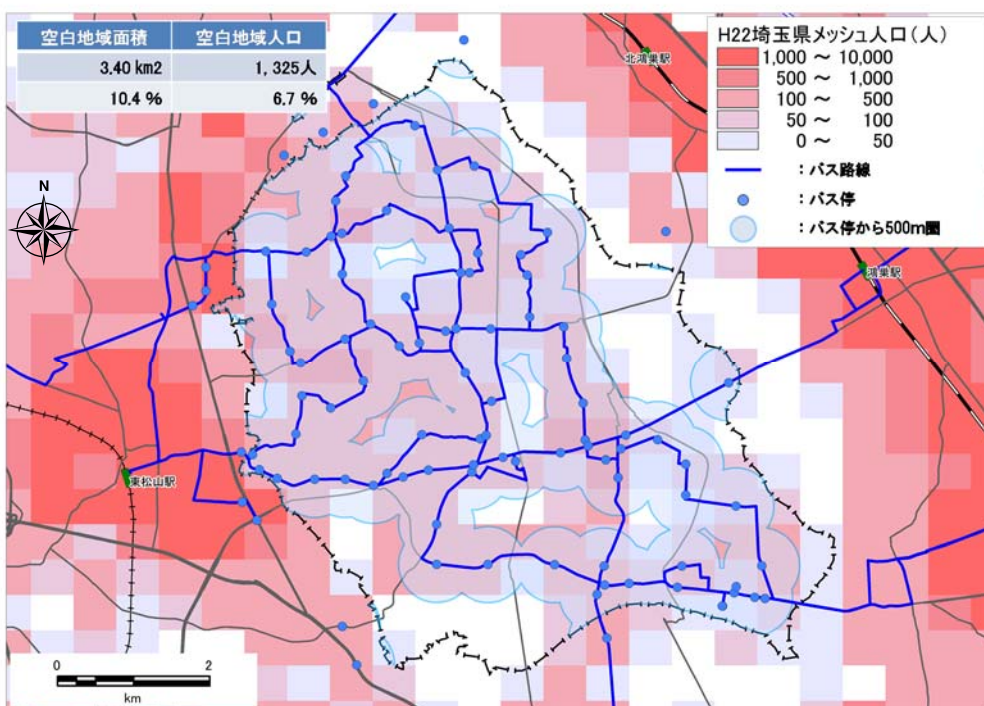 空白地域面積 空白地域人口
3.40 km2 1,325人
10.4 % 6.7 %
H22埼玉県メッシュ人口(人)
1,000 ～ 10,000
500 ～ 1,000
100 ～ 500
50 ～ 100
0 ～ 50
：バス路線
：バス停
：バス停から500m圏
北鴻巣駅
N
鴻巣駅
東松山駅
0 2
km